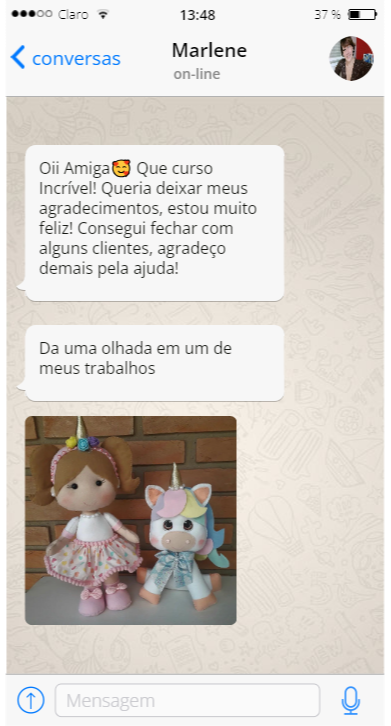 Claro 13:48 37 %
conversas Marlene
on-line
Oii Amiga🥰 Que curso
Incrível! Queria deixar meus
agradecimentos, estou muito
feliz! Consegui fechar com
alguns clientes, agradeço
demais pela ajuda!
Da uma olhada em um de
meus trabalhos
Mensagem